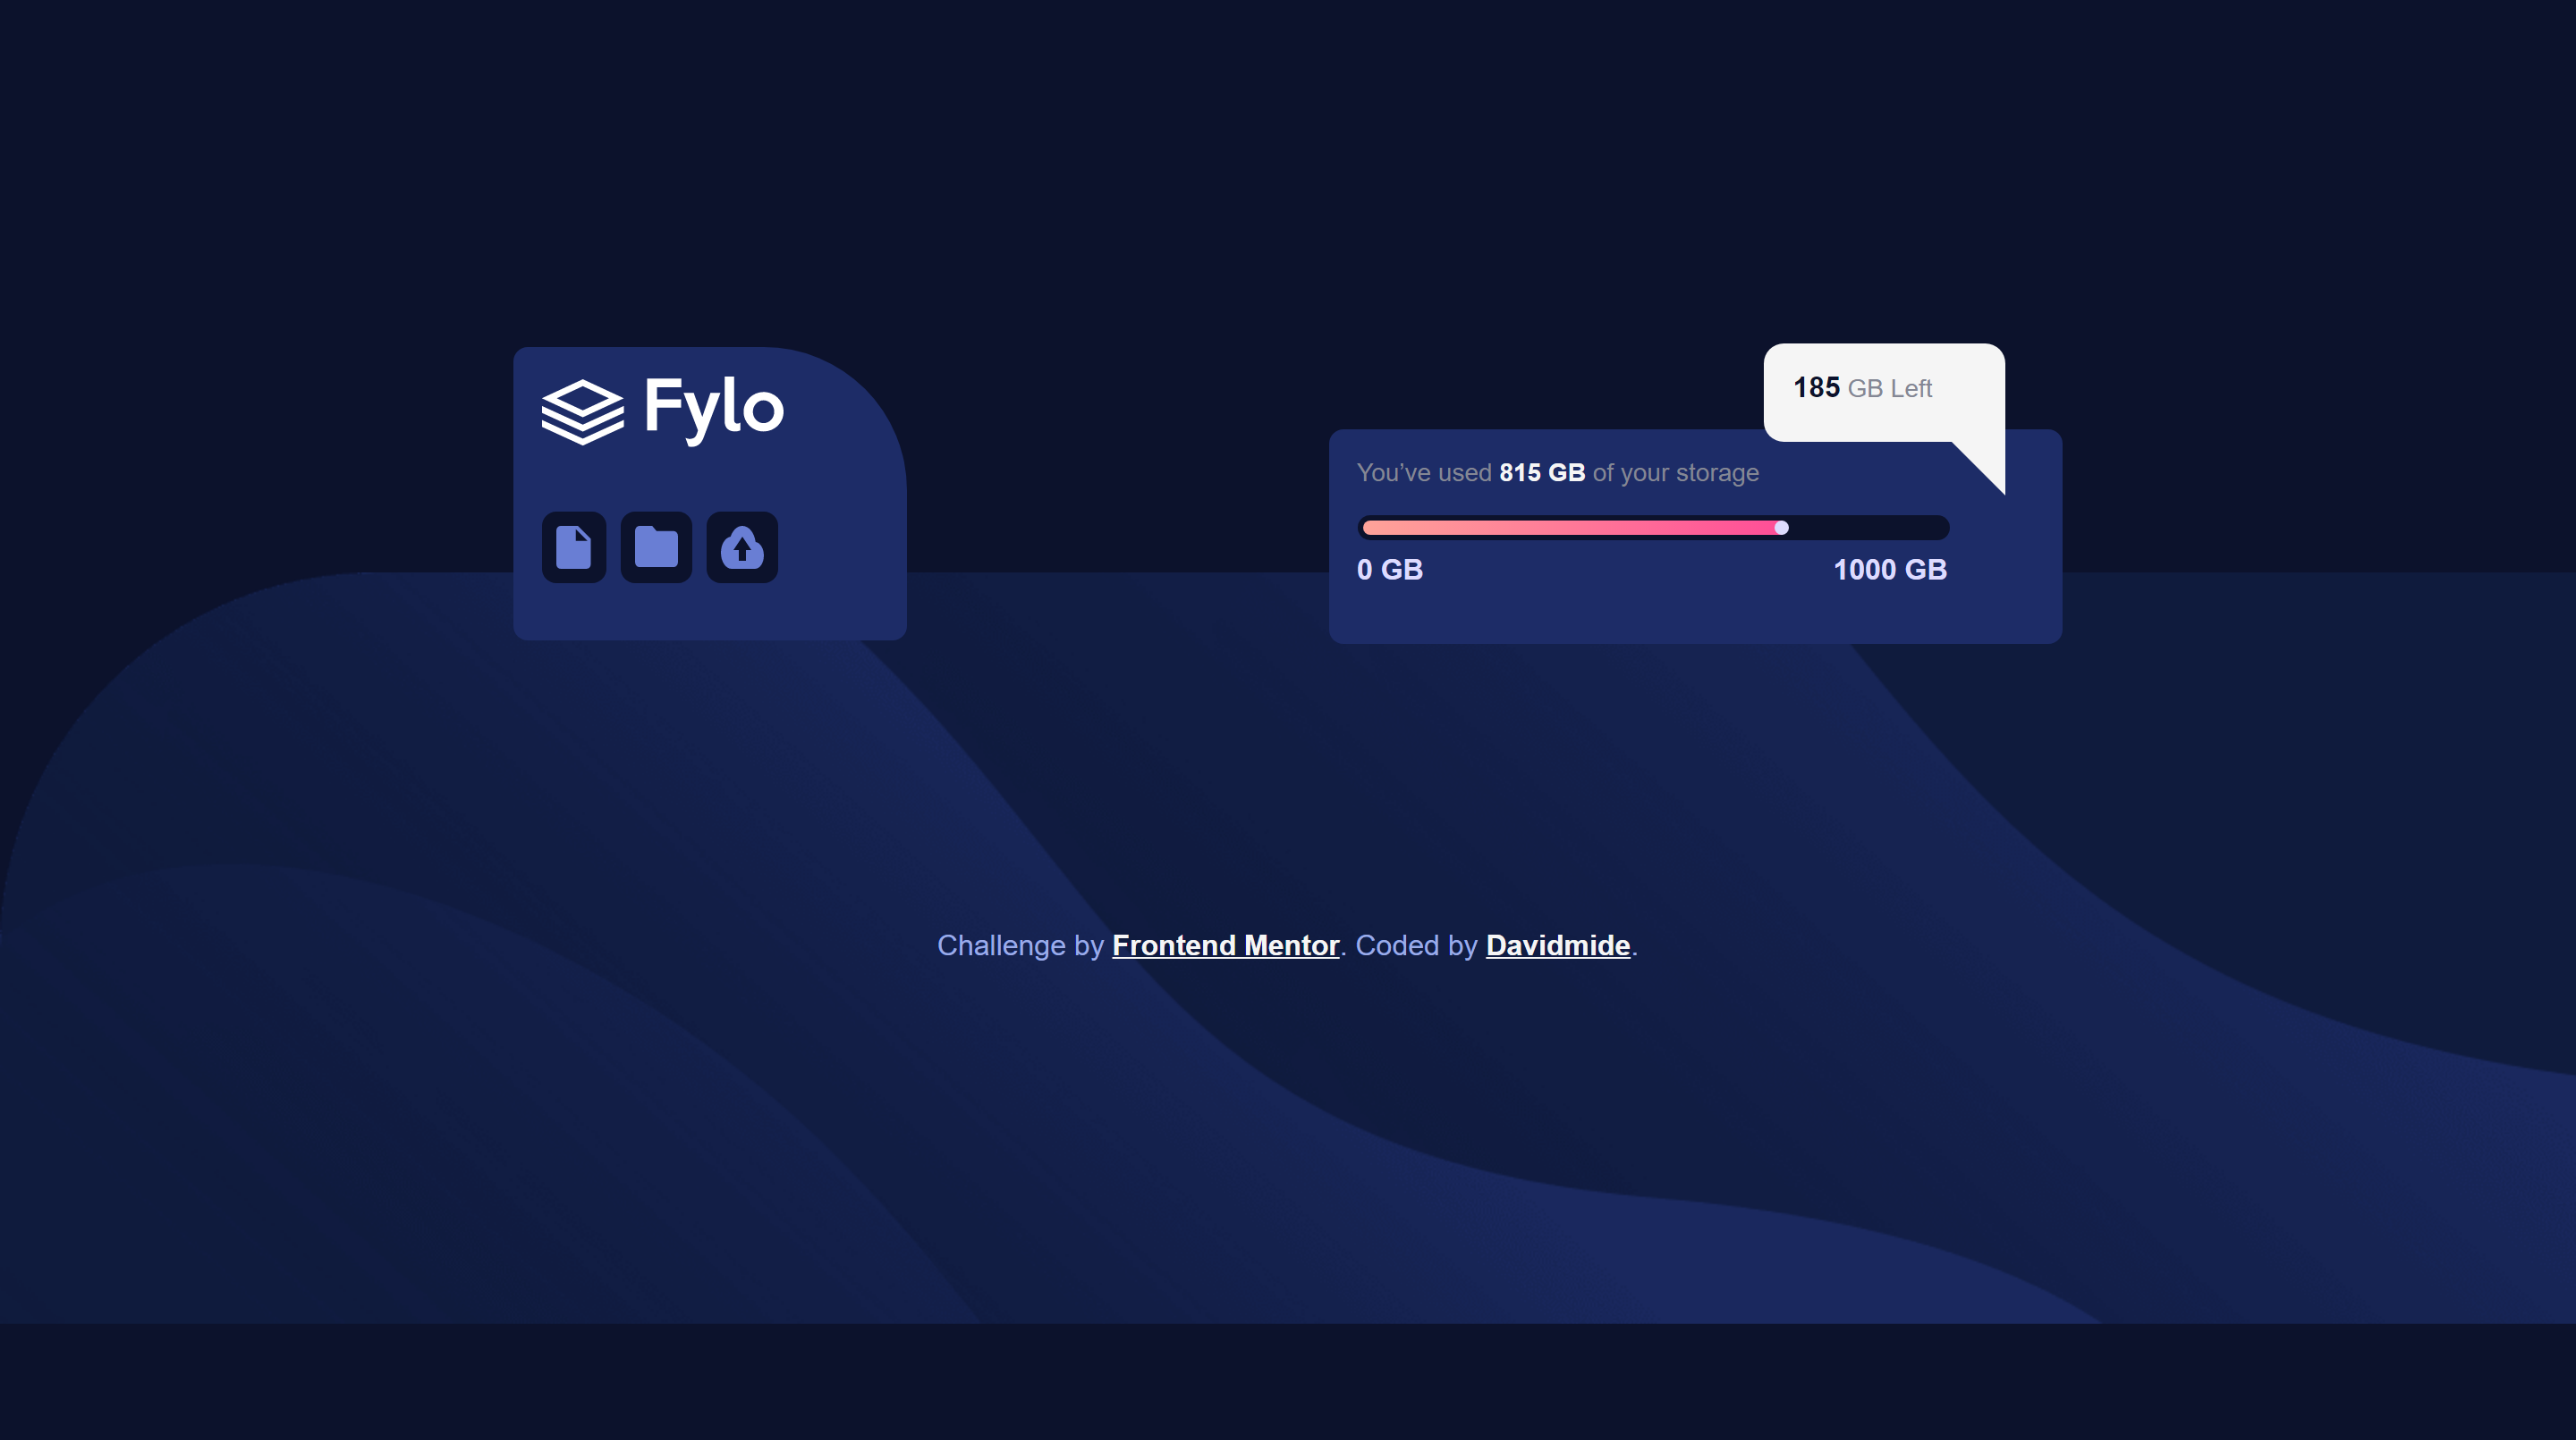 Fylo
185 GB Left
You’ve used 815 GB of your storage
0 GB
1000 GB
Challenge by Frontend Mentor. Coded by Davidmide.